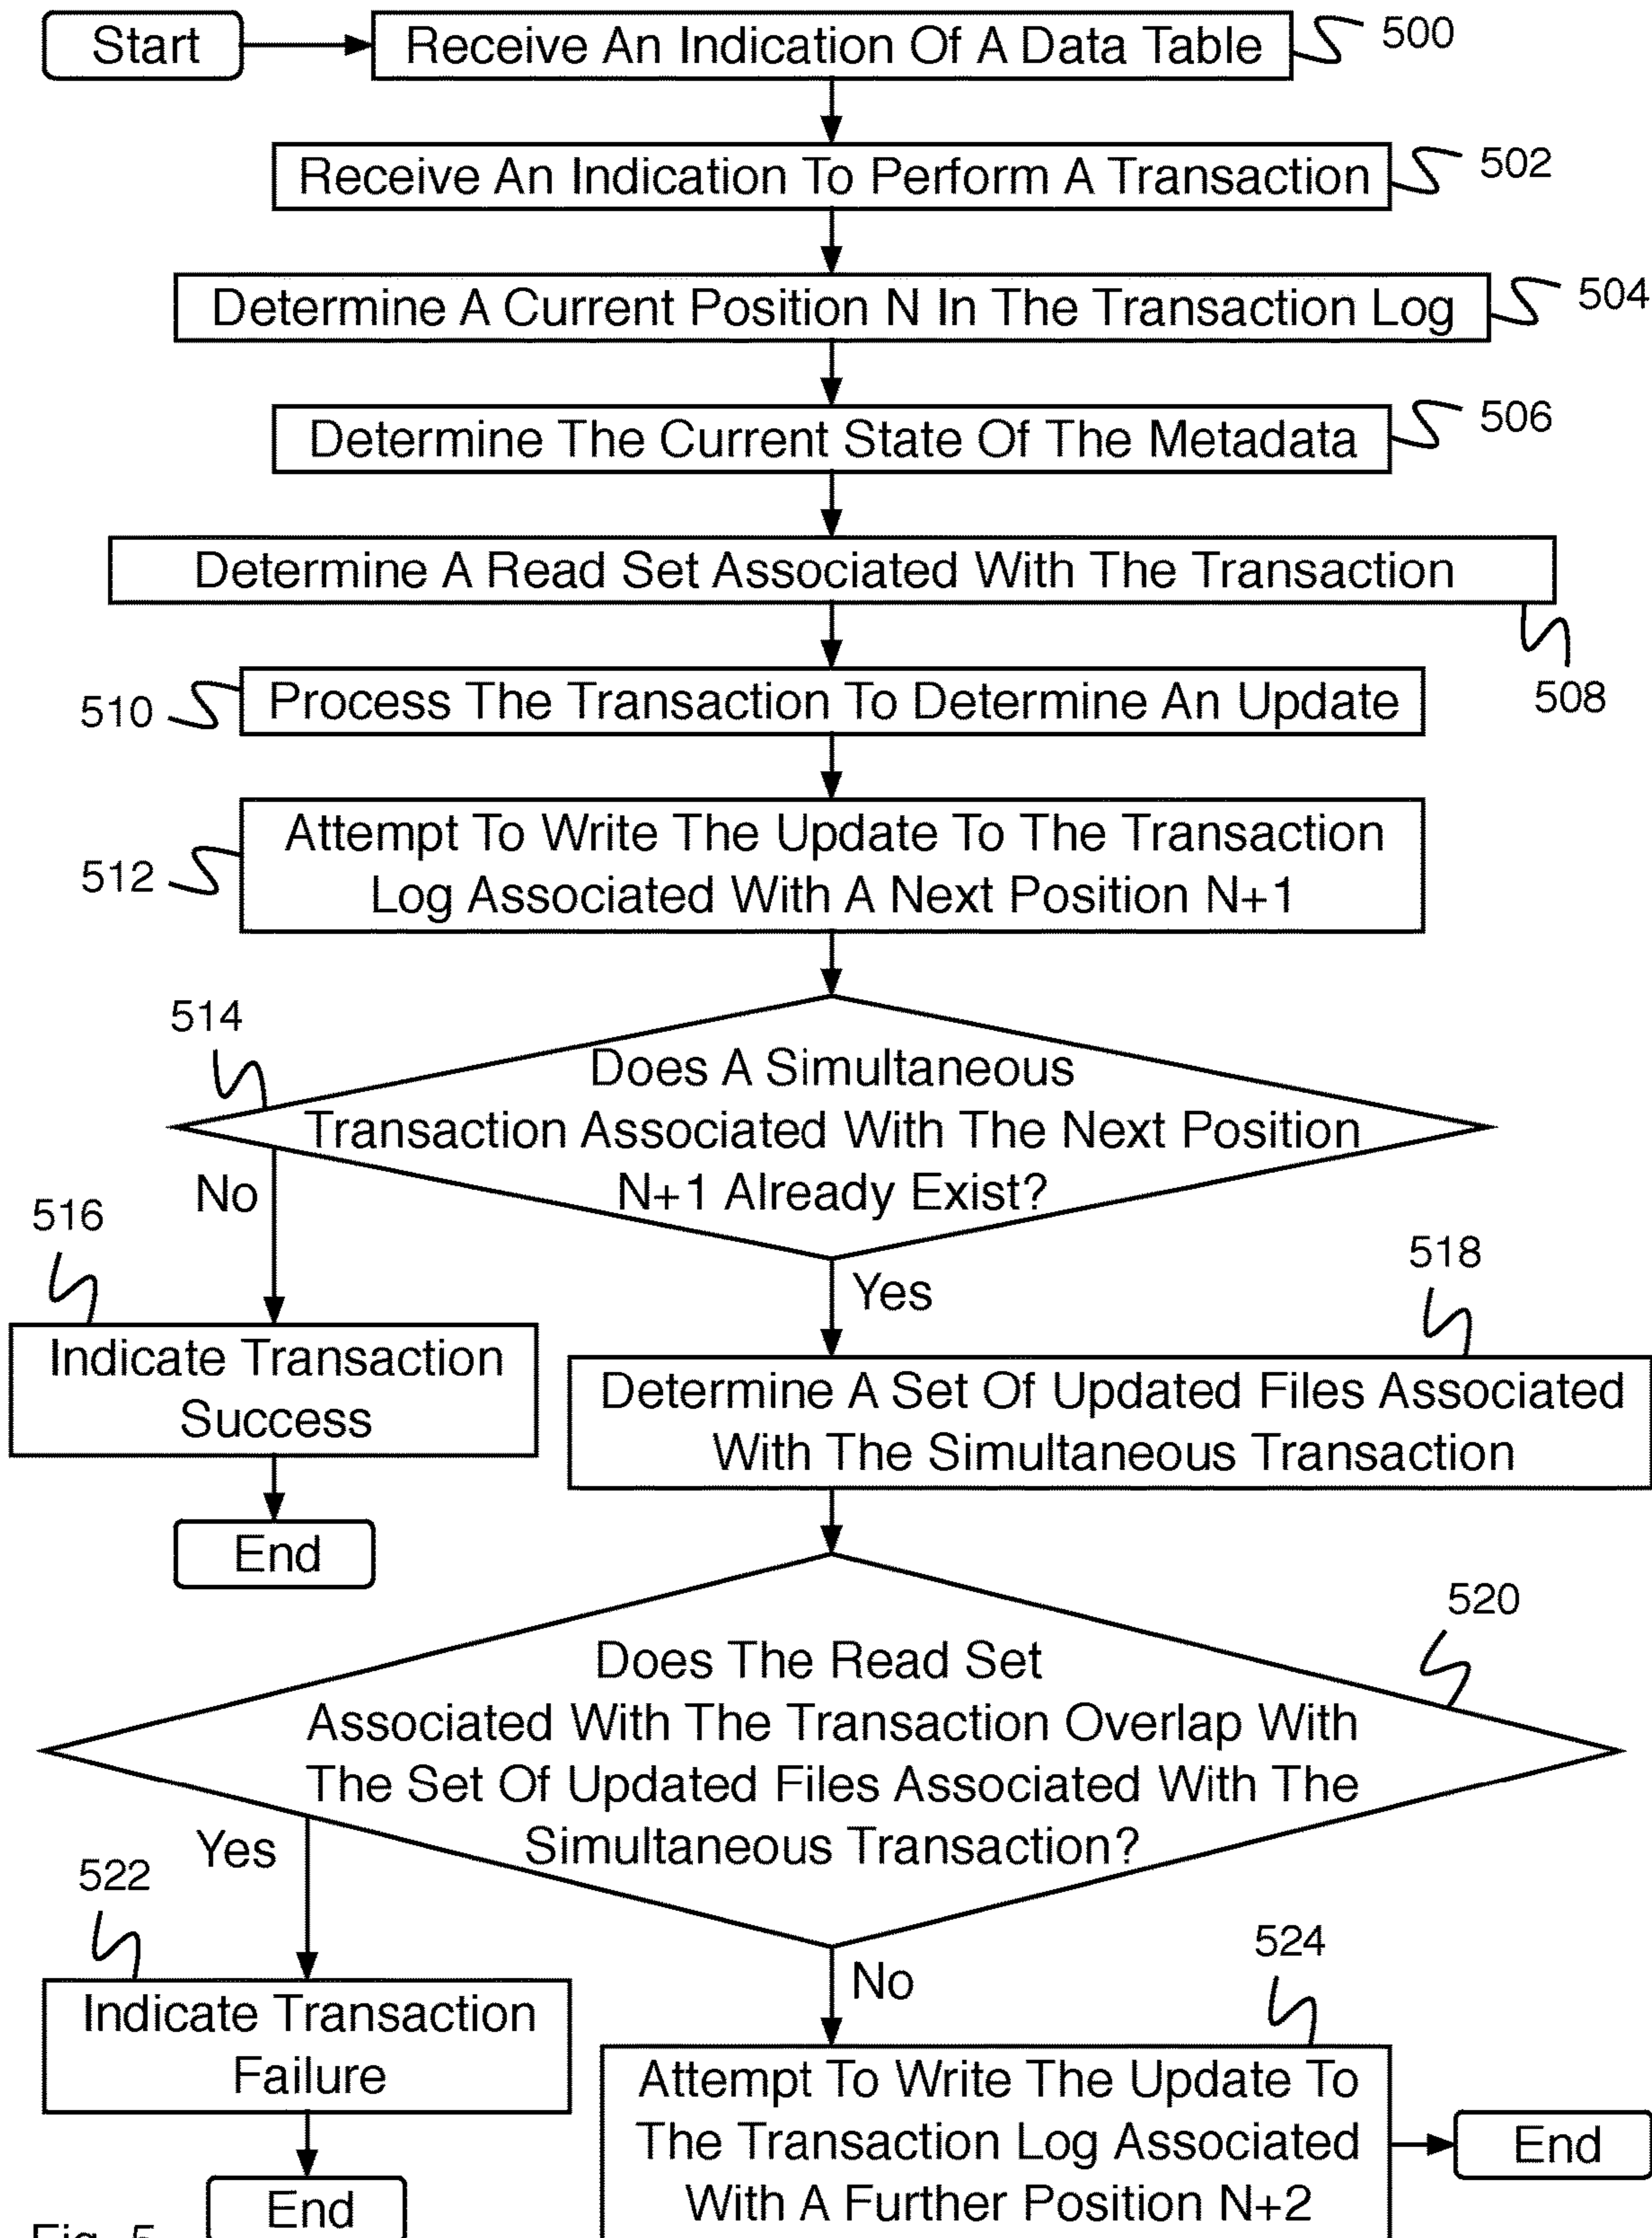 Start
Receive An Indication Of A Data Table
500
Receive An Indication To Perform A Transaction
502
Determine A Current Position N In The Transaction Log
504
Determine The Current State Of The Metadata
506
Determine A Read Set Associated With The Transaction
508
510
Process The Transaction To Determine An Update
512
Attempt To Write The Update To The Transaction
Log Associated With A Next Position N+1
514
Does A Simultaneous
Transaction Associated With The Next Position
N+1 Already Exist?
No
516
Yes
518
Indicate Transaction
Success
Determine A Set Of Updated Files Associated
With The Simultaneous Transaction
End
520
Does The Read Set
Associated With The Transaction Overlap With
The Set Of Updated Files Associated With The
Simultaneous Transaction?
Yes
522
No
524
Indicate Transaction
Failure
Attempt To Write The Update To
The Transaction Log Associated
With A Further Position N+2
End
End
Fig. 5